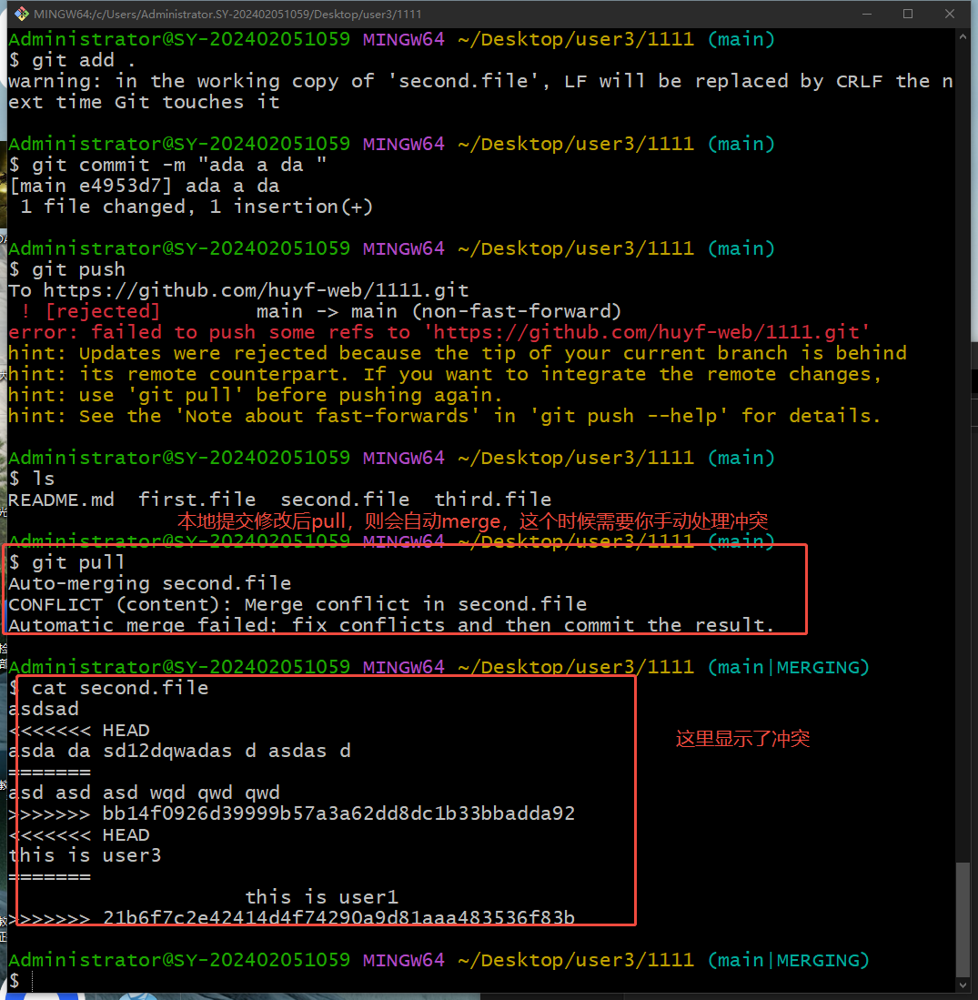 MINGW64:/c/Users/Administrator.SY-202402051059/Desktop/user3/1111
Administrator@SY-202402051059 MINGW64 ~/Desktop/user3/1111 (main)
$ git add .
warning: in the working copy of 'second.file', LF will be replaced by CRLF the n
ext time Git touches it
Administrator@SY-202402051059 MINGW64 ~/Desktop/user3/1111 (main)
$ git commit -m "ada a da "
[main e4953d7] ada a da
1 file changed, 1 insertion(+)
Administrator@SY-202402051059 MINGW64 ~/Desktop/user3/1111 (main)
$ git push
To https://github.com/huyf-web/1111.git
! [rejected]        main -> main (non-fast-forward)
error: failed to push some refs to 'https://github.com/huyf-web/1111.git'
hint: Updates were rejected because the tip of your current branch is behind
hint: its remote counterpart. If you want to integrate the remote changes,
hint: use 'git pull' before pushing again.
hint: See the 'Note about fast-forwards' in 'git push --help' for details.
Administrator@SY-202402051059 MINGW64 ~/Desktop/user3/1111 (main)
$ ls
README.md  first.file  second.file  third.file
本地提交修改后pull，则会自动merge，这个时候需要你手动处理冲突
Administrator@SY-202402051059 MINGW64 ~/Desktop/user3/1111 (main)
$ git pull
Auto-merging second.file
CONFLICT (content): Merge conflict in second.file
Automatic merge failed; fix conflicts and then commit the result.
Administrator@SY-202402051059 MINGW64 ~/Desktop/user3/1111 (main|MERGING)
$ cat second.file
asdsad
<<<<<<< HEAD
这里显示了冲突
asda da sd12dqwadas d asdas d
=======
asd asd asd wqd qwd qwd
>>>>>>> bb14f0926d39999b57a3a62dd8dc1b33bbadda92
<<<<<<< HEAD
this is user3
=======
this is user1
>>>>>>> 21b6f7c2e42414d4f74290a9d81aaa483536f83b
Administrator@SY-202402051059 MINGW64 ~/Desktop/user3/1111 (main|MERGING)
$